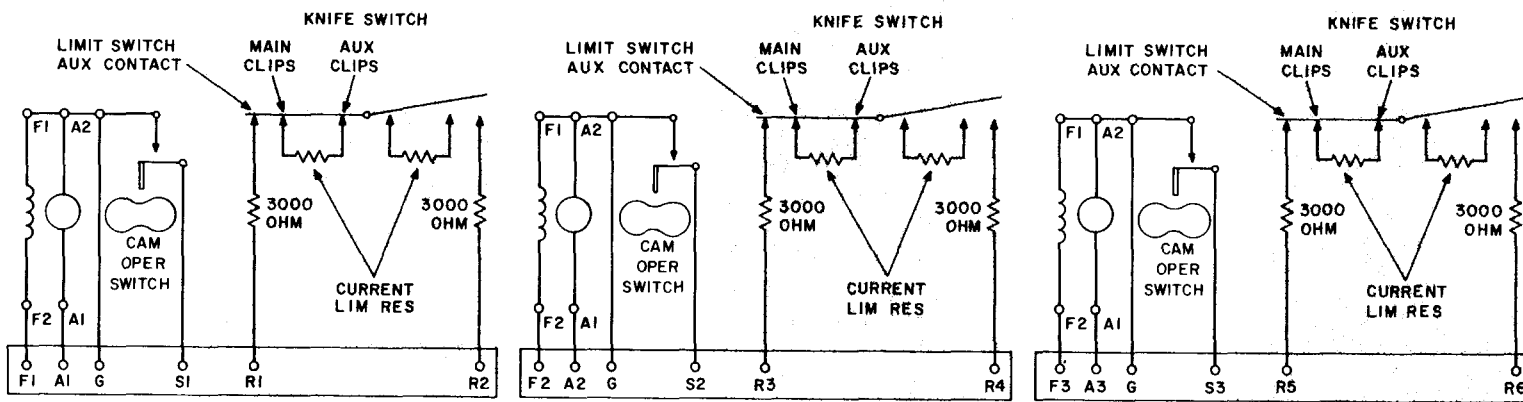 KNIFE SWITCH
LIMIT SWITCH
AUX CONTACT
MAIN
CLIPS
AUX
CLIPS
F1
A2
3000
OHM
3000
OHM
CAM
OPER
SWITCH
CURRENT
LIM RES
F2
A1
F1 A1 G S1 R1 R2
KNIFE SWITCH
LIMIT SWITCH
AUX CONTACT
MAIN
CLIPS
AUX
CLIPS
F1
A2
3000
OHM
3000
OHM
CAM
OPER
SWITCH
CURRENT
LIM RES
F2
A1
F2 A2 G S2 R3 R4
KNIFE SWITCH
LIMIT SWITCH
AUX CONTACT
MAIN
CLIPS
AUX
CLIPS
F1
A2
3000
OHM
3000
OHM
CAM
OPER
SWITCH
CURRENT
LIM RES
F2
A1
F3 A3 G S3 R5 R6